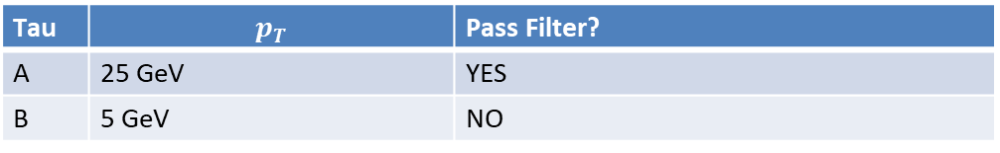 Tau p_T Pass Filter?
A 25 GeV YES
B 5 GeV NO